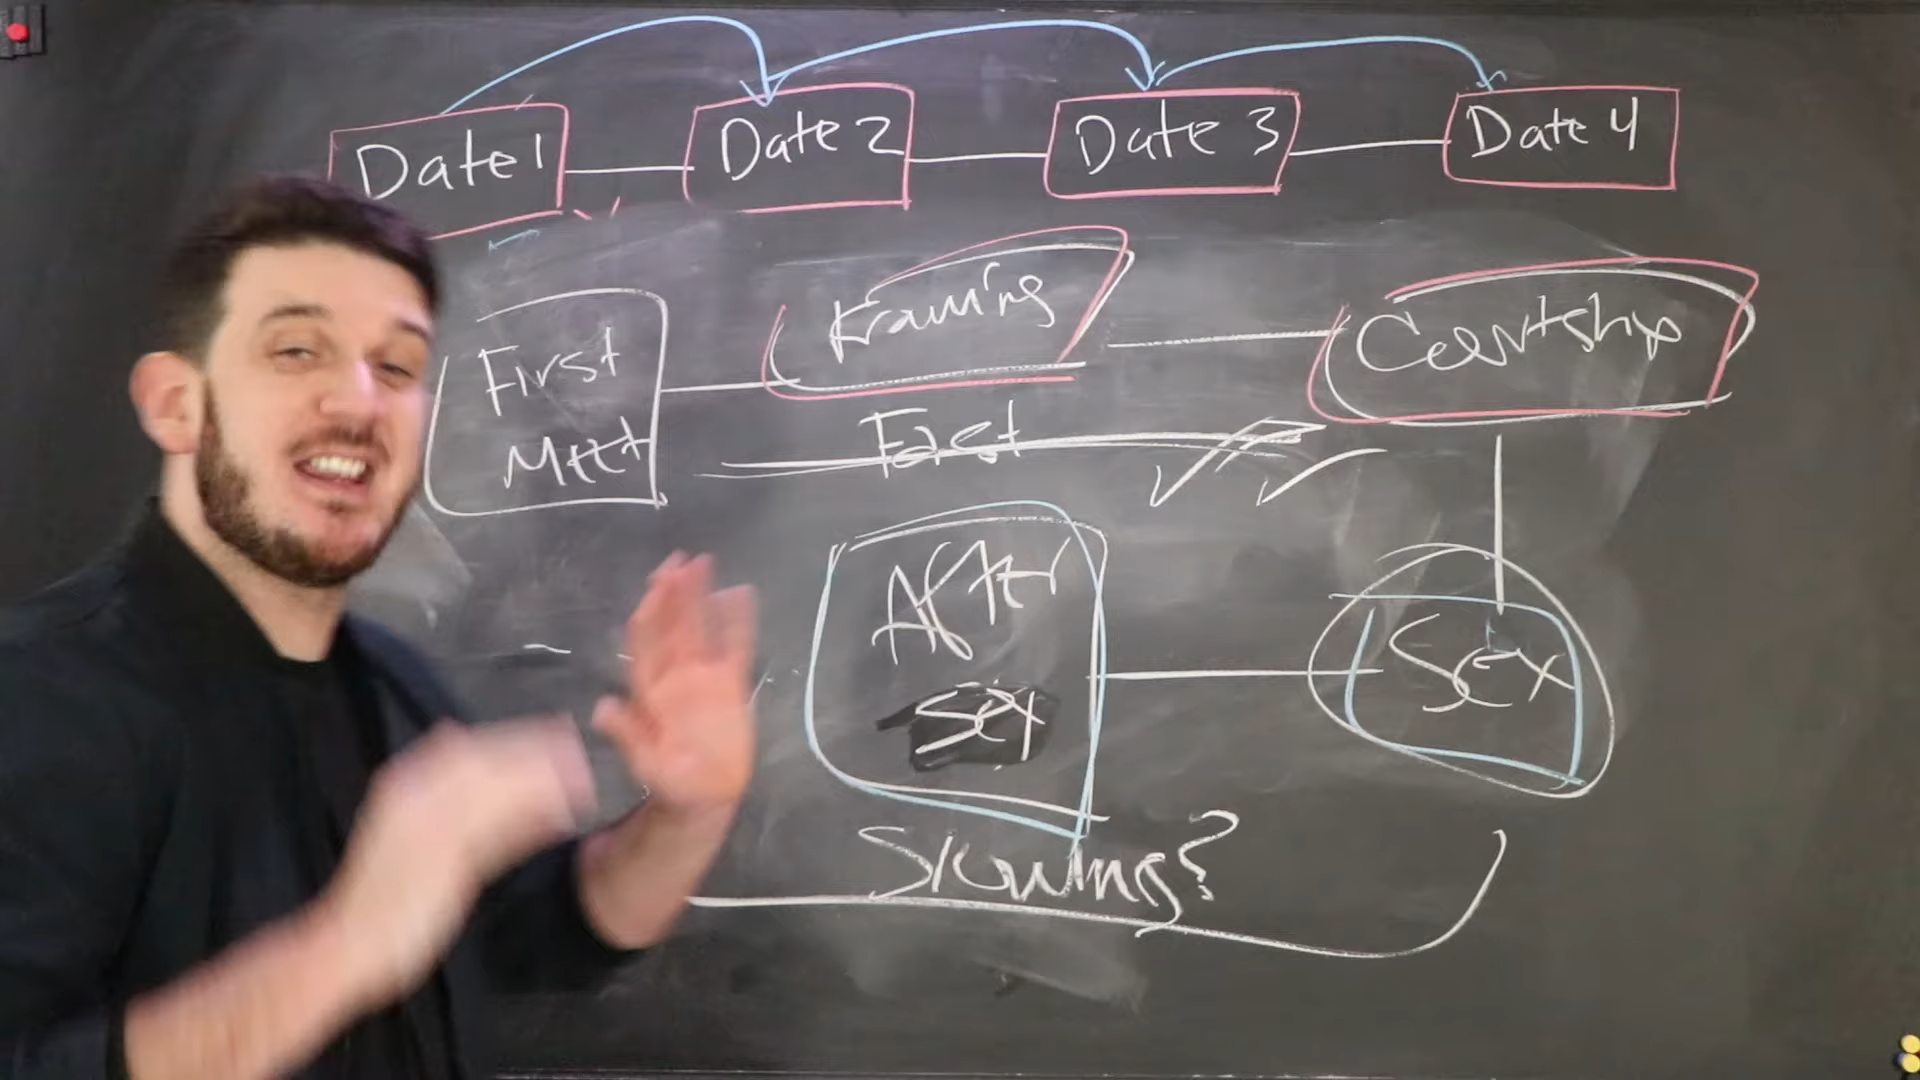 Date 1
Date 2
Date 3
Date 4
First
Meet
Framing
Courtship
Fast
After
Sex
Sex
Slowing?